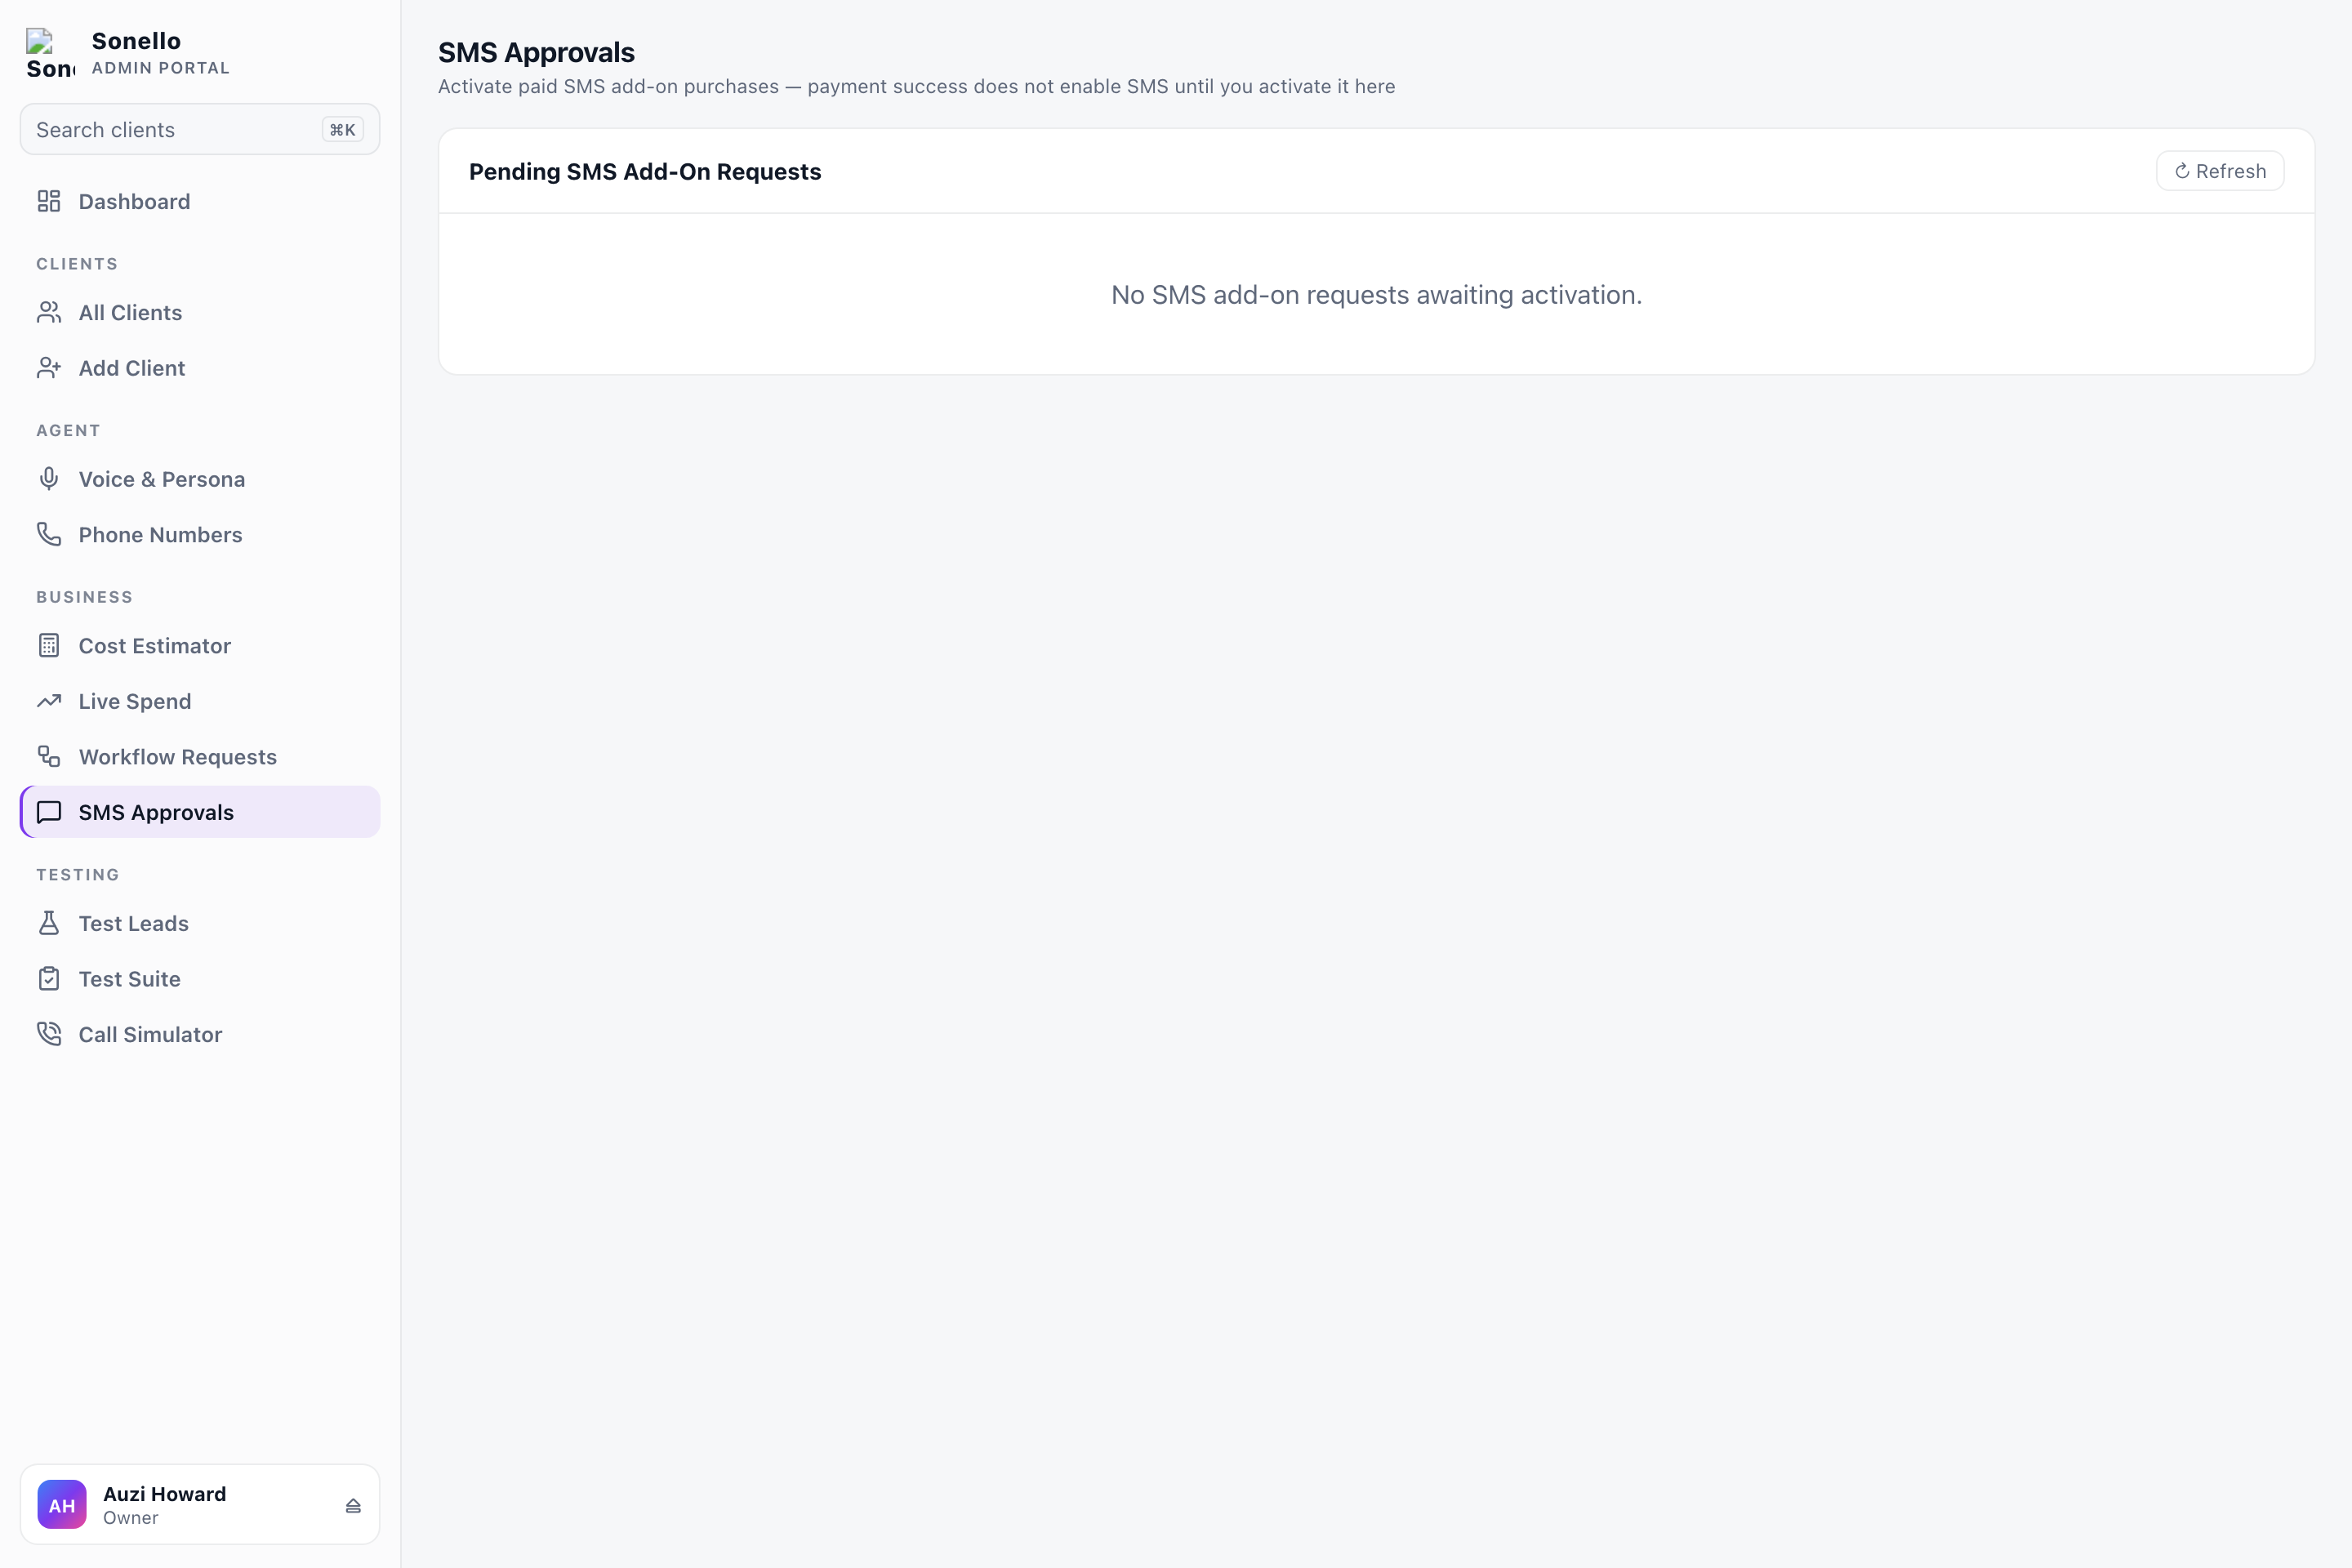 Sonello
ADMIN PORTAL
Search clients ⌘K
Dashboard
CLIENTS
All Clients
Add Client
AGENT
Voice & Persona
Phone Numbers
BUSINESS
Cost Estimator
Live Spend
Workflow Requests
SMS Approvals
TESTING
Test Leads
Test Suite
Call Simulator
AH
Auzi Howard
Owner
SMS Approvals
Activate paid SMS add-on purchases — payment success does not enable SMS until you activate it here
Pending SMS Add-On Requests
Refresh
No SMS add-on requests awaiting activation.